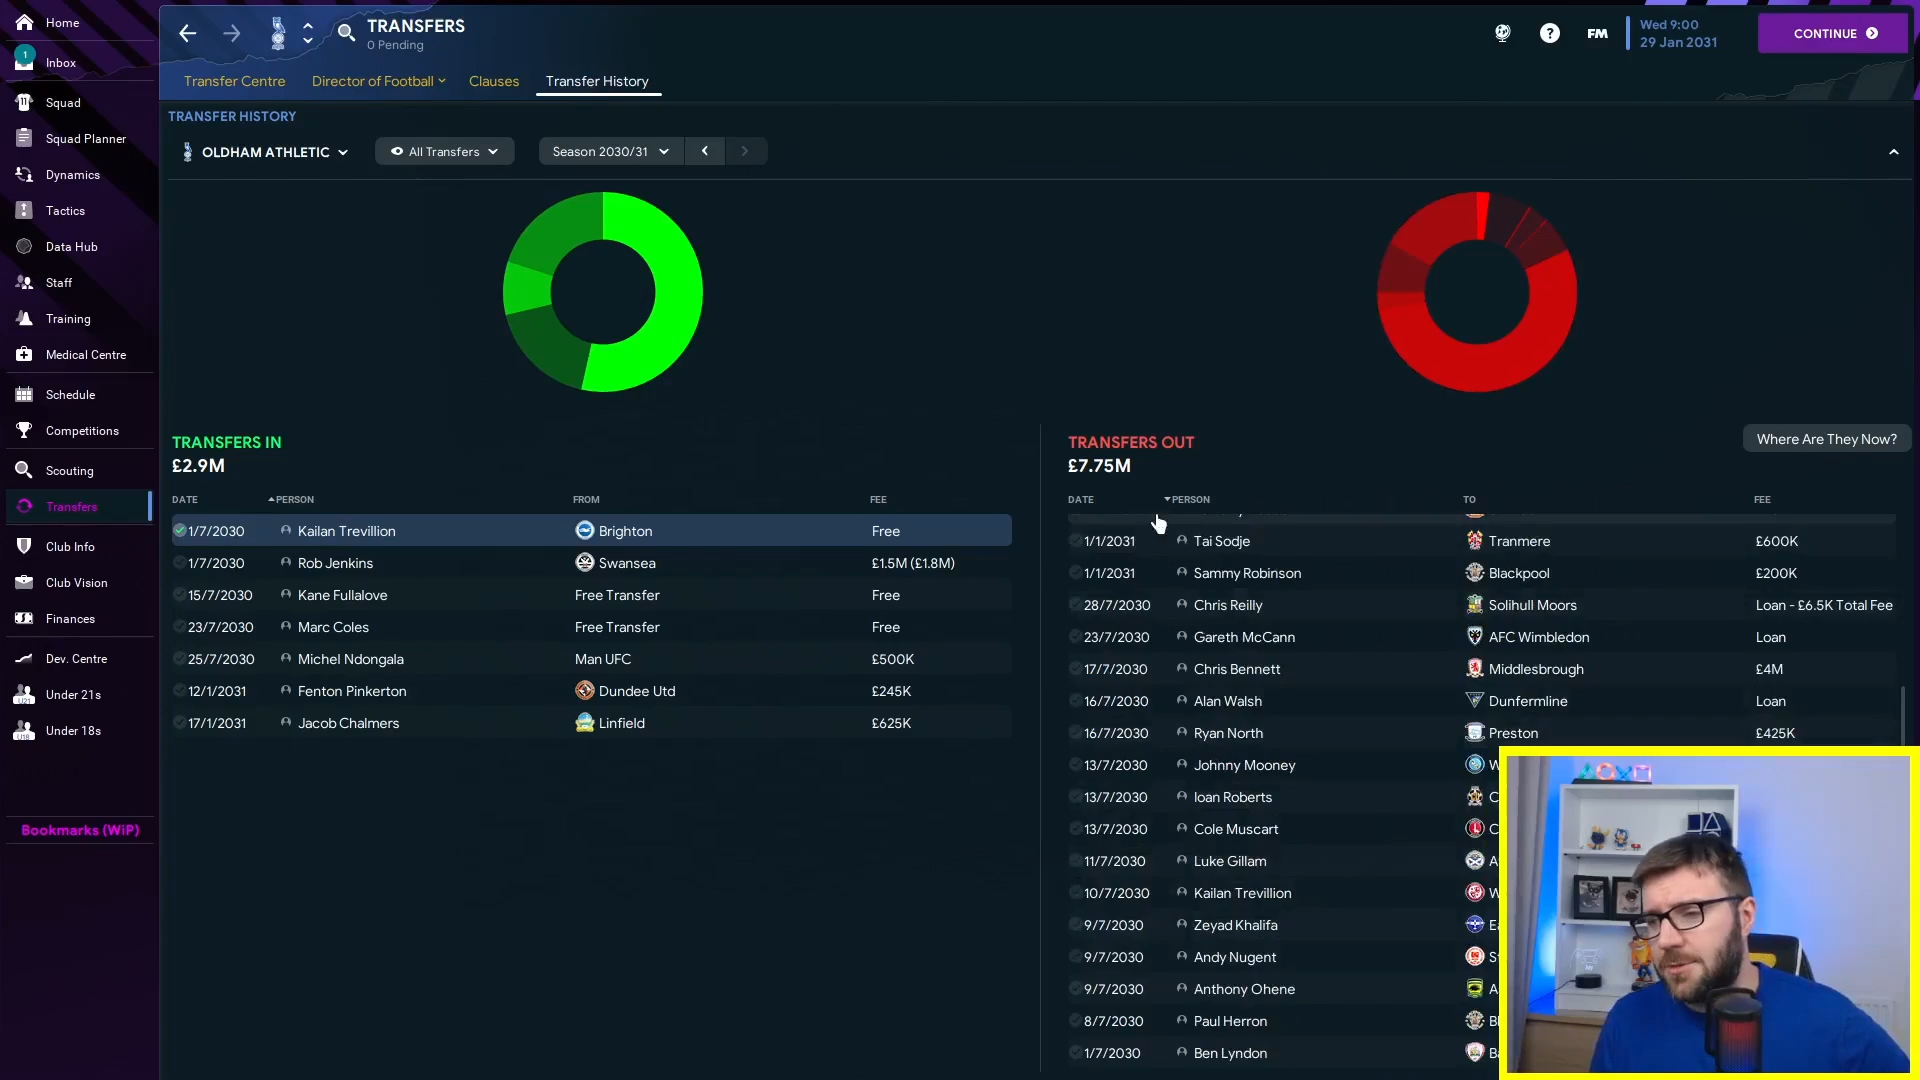 Home
TRANSFERS
0 Pending
Wed 9:00
29 Jan 2031
CONTINUE
FM
1
Inbox
Transfer Centre
Director of Football
Clauses
Transfer History
Squad
TRANSFER HISTORY
Squad Planner
OLDHAM ATHLETIC
All Transfers
Season 2030/31
Dynamics
Tactics
Data Hub
Staff
Training
Medical Centre
Schedule
Competitions
Scouting
Transfers
Club Info
Club Vision
Finances
Dev. Centre
Under 21s
Under 18s
Bookmarks (WiP)
TRANSFERS IN
£2.9M
DATE PERSON FROM FEE
1/7/2030 Kailan Trevillion Brighton Free
1/7/2030 Rob Jenkins Swansea £1.5M (£1.8M)
15/7/2030 Kane Fullalove Free Transfer Free
23/7/2030 Marc Coles Free Transfer Free
25/7/2030 Michel Ndongala Man UFC £500K
12/1/2031 Fenton Pinkerton Dundee Utd £245K
17/1/2031 Jacob Chalmers Linfield £625K
TRANSFERS OUT
£7.75M
Where Are They Now?
DATE PERSON TO FEE
1/1/2031 Tai Sodje Tranmere £600K
1/1/2031 Sammy Robinson Blackpool £200K
28/7/2030 Chris Reilly Solihull Moors Loan - £6.5K Total Fee
23/7/2030 Gareth McCann AFC Wimbledon Loan
17/7/2030 Chris Bennett Middlesbrough £4M
16/7/2030 Alan Walsh Dunfermline Loan
16/7/2030 Ryan North Preston £425K
13/7/2030 Johnny Mooney
13/7/2030 Ioan Roberts
13/7/2030 Cole Muscart
11/7/2030 Luke Gillam
10/7/2030 Kailan Trevillion
9/7/2030 Zeyad Khalifa
9/7/2030 Andy Nugent
9/7/2030 Anthony Ohene
8/7/2030 Paul Herron
1/7/2030 Ben Lyndon